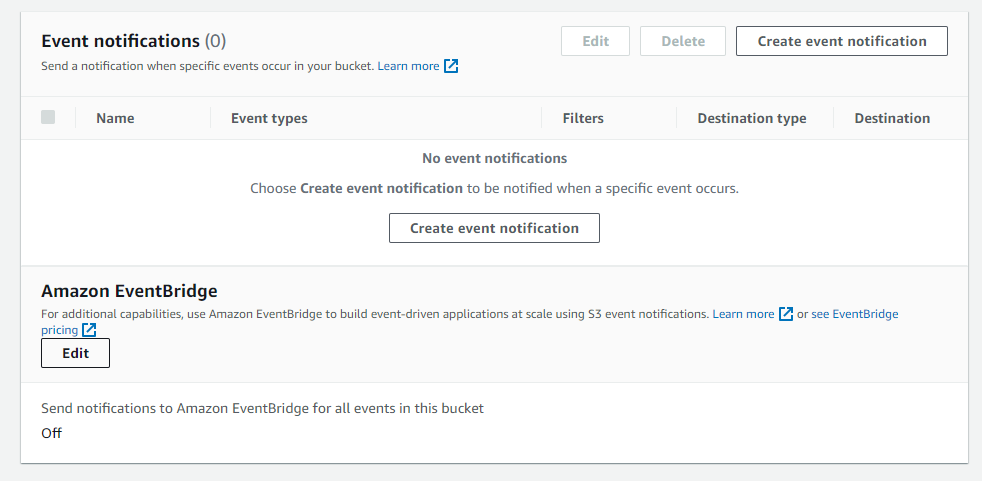 Event notifications (0)
Edit
Delete
Create event notification
Send a notification when specific events occur in your bucket. Learn more
Name
Event types
Filters
Destination type
Destination
No event notifications
Choose Create event notification to be notified when a specific event occurs.
Create event notification
Amazon EventBridge
For additional capabilities, use Amazon EventBridge to build event-driven applications at scale using S3 event notifications. Learn more or see EventBridge
pricing
Edit
Send notifications to Amazon EventBridge for all events in this bucket
Off